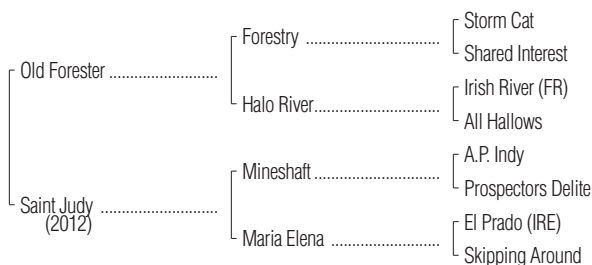 Storm Cat
Forestry ................................
Shared Interest
Old Forester ..........................
Irish River (FR)
Halo River...............................
All Hallows
A.P. Indy
Mineshaft ...............................
Prospectors Delite
Saint Judy ............................
(2012)
El Prado (IRE)
Maria Elena ..........................
Skipping Around